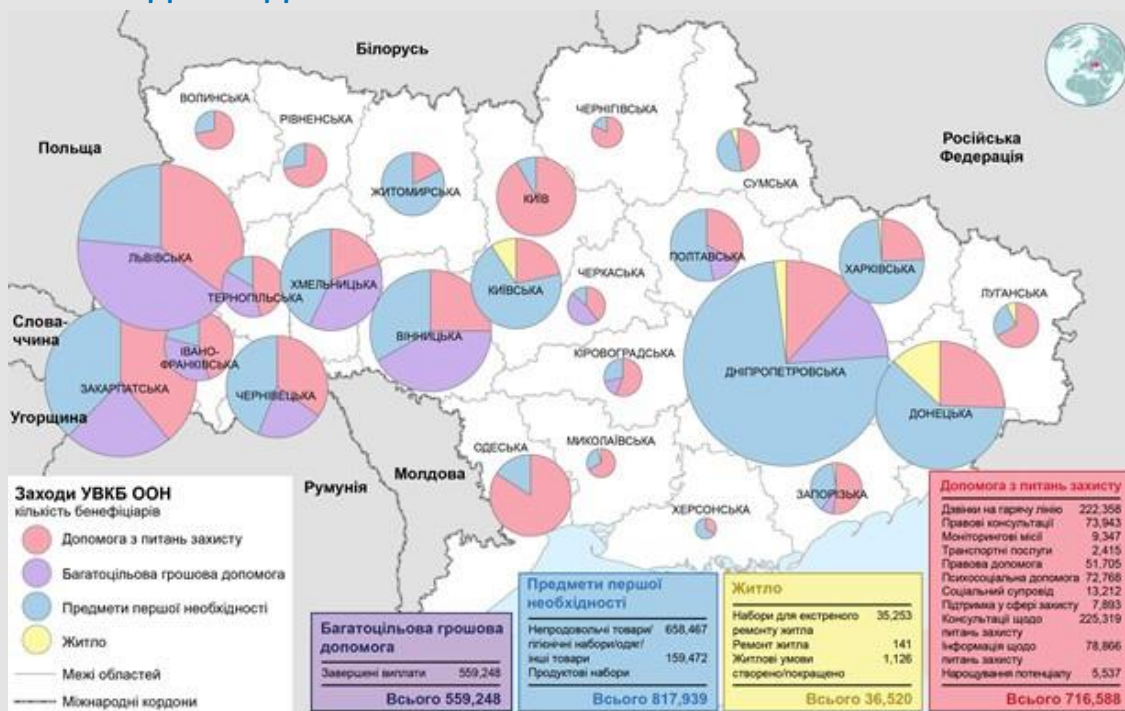 Білорусь
ВОЛИНСЬКА
РІВНЕНСЬКА
ЧЕРНІГІВСЬКА
Польща
Російська
Федерація
ЖИТОМИРСЬКА
КИЇВ
СУМСЬКА
ЛЬВІВСЬКА
ТЕРНОПІЛЬСЬКА
ХМЕЛЬНИЦЬКА
КИЇВСЬКА
ПОЛТАВСЬКА
ХАРКІВСЬКА
ЧЕРКАСЬКА
ЛУГАНСЬКА
Слова-
ччина
ІВАНО-
ФРАНКІВСЬКА
ВІННИЦЬКА
КІРОВОГРАДСЬКА
ДНІПРОПЕТРОВСЬКА
ЗАКАРПАТСЬКА
ЧЕРНІВЕЦЬКА
ДОНЕЦЬКА
Угорщина
ОДЕСЬКА
МИКОЛАЇВСЬКА
Молдова
Румунія
ЗАПОРІЗЬКА
ХЕРСОНСЬКА
Заходи УВКБ ООН
кількість бенефіціарів
Допомога з питань захисту
Багатоцільова грошова допомога
Предмети першої необхідності
Житло
Межі областей
Міжнародні кордони
Багатоцільова грошова
допомога
Завершені виплати 559,248
Всього 559,248
Предмети першої
необхідності
Непродовольчі товари/ 658,467
гігієнічні набори/одяг/
інші товари 159,472
Продуктові набори
Всього 817,939
Житло
Набори для екстреного 35,253
ремонту житла
Ремонт житла 141
Житлові умови 1,126
створено/покращено
Всього 36,520
Допомога з питань захисту
Дзвінки на гарячу лінію 222,358
Правові консультації 73,943
Моніторингові місії 9,347
Транспортні послуги 2,415
Правова допомога 51,705
Психосоціальна допомога 72,768
Соціальний супровід 13,212
Підтримка у сфері захисту 7,893
Консультації щодо 225,319
питань захисту
Інформація щодо 78,866
питань захисту
Нарощування потенціалу 5,537
Всього 716,588